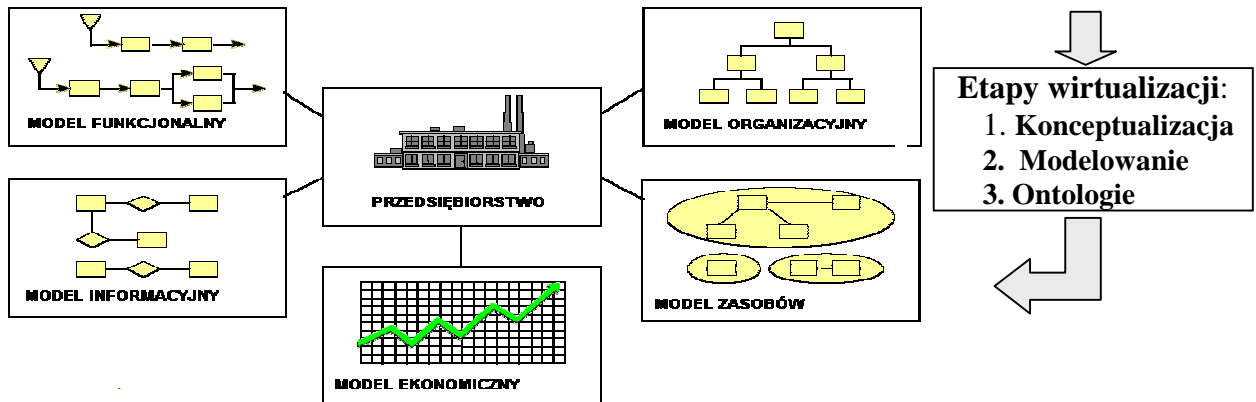 MODEL FUNKCJONALNY
MODEL ORGANIZACYJNY
PRZEDSIĘBIORSTWO
MODEL INFORMACYJNY
MODEL ZASOBÓW
MODEL EKONOMICZNY
Etapy wirtualizacji:
1. Konceptualizacja
2. Modelowanie
3. Ontologie